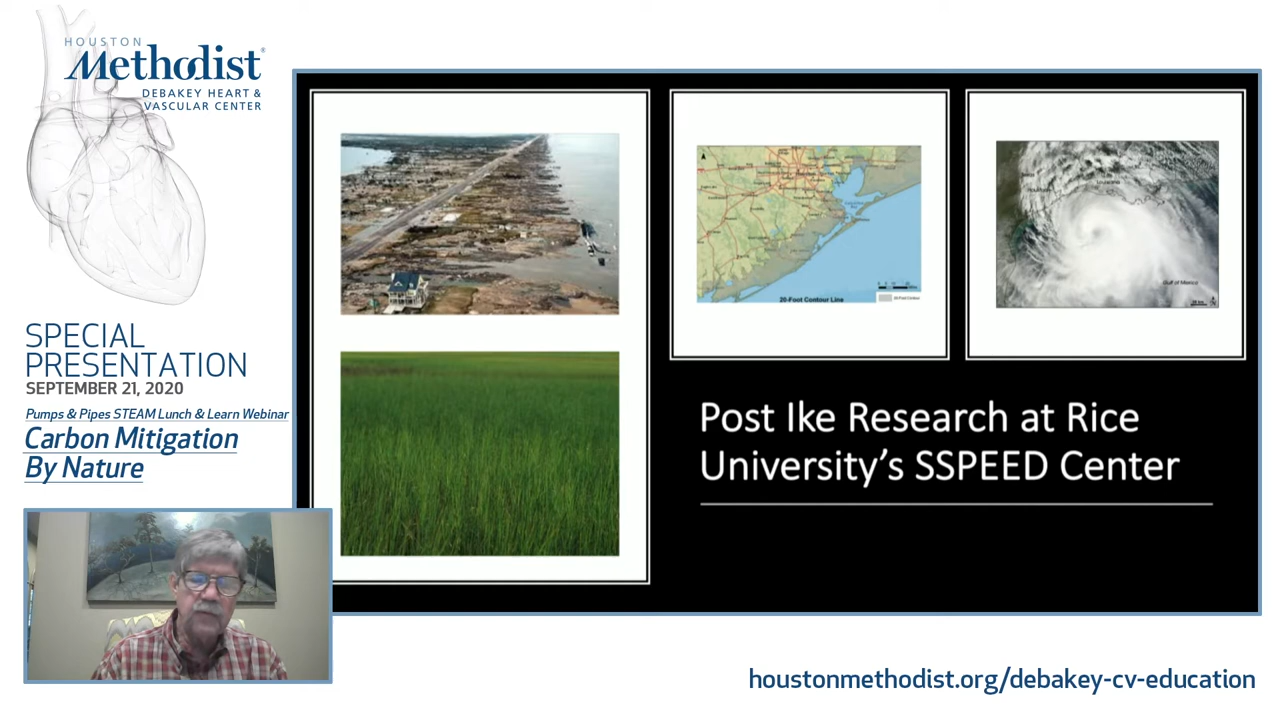 HOUSTON
Methodist®
DEBAKEY HEART &
VASCULAR CENTER
SPECIAL
PRESENTATION
SEPTEMBER 21, 2020
Pumps & Pipes STEAM Lunch & Learn Webinar
Carbon Mitigation
By Nature
20-Foot Contour Line
Gulf of Mexico
Post Ike Research at Rice
University's SSPEED Center
houstonmethodist.org/debakey-cv-education